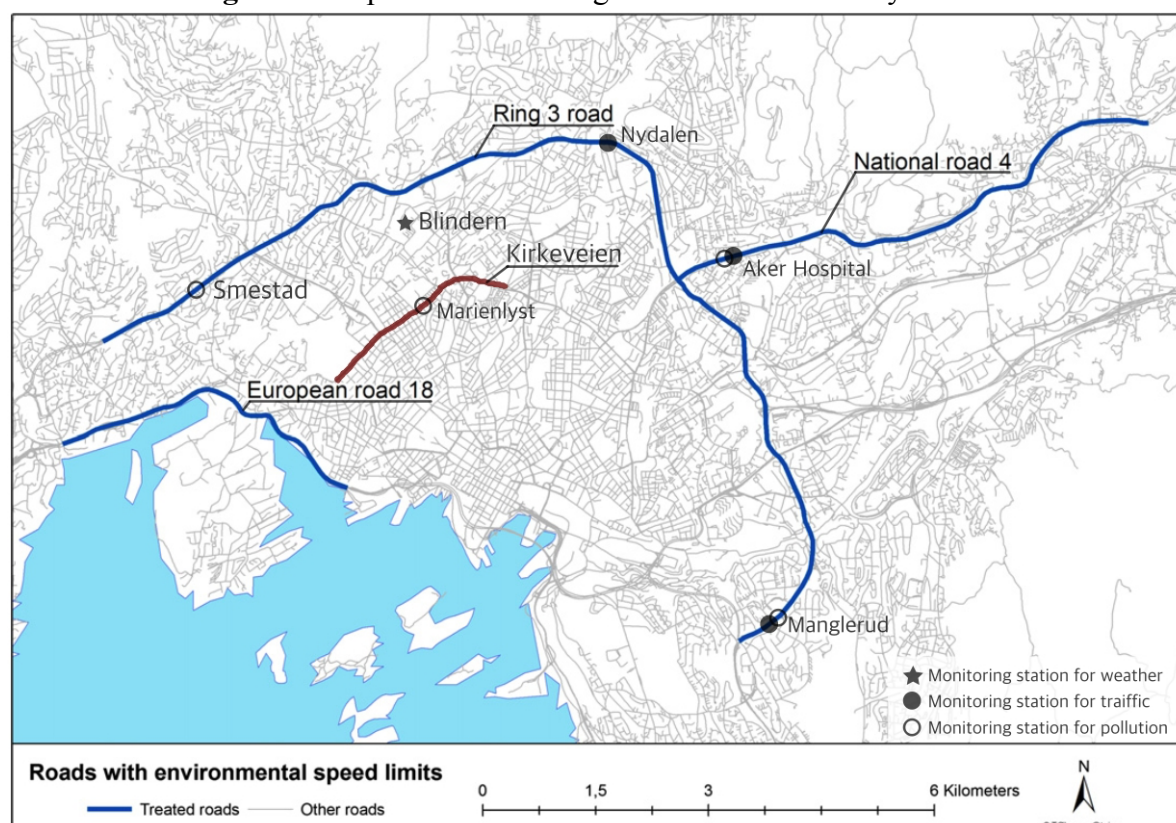 Ring 3 road
Nydalen
National road 4
Blindern
Kirkeveien
Aker Hospital
Smestad
Marienlyst
European road 18
Manglerud
Monitoring station for weather
Monitoring station for traiffic
Monitoring station for pollution
Roads with environmental speed limits
Treated roads
Other roads
0 1,5 3 6 Kilometers
N